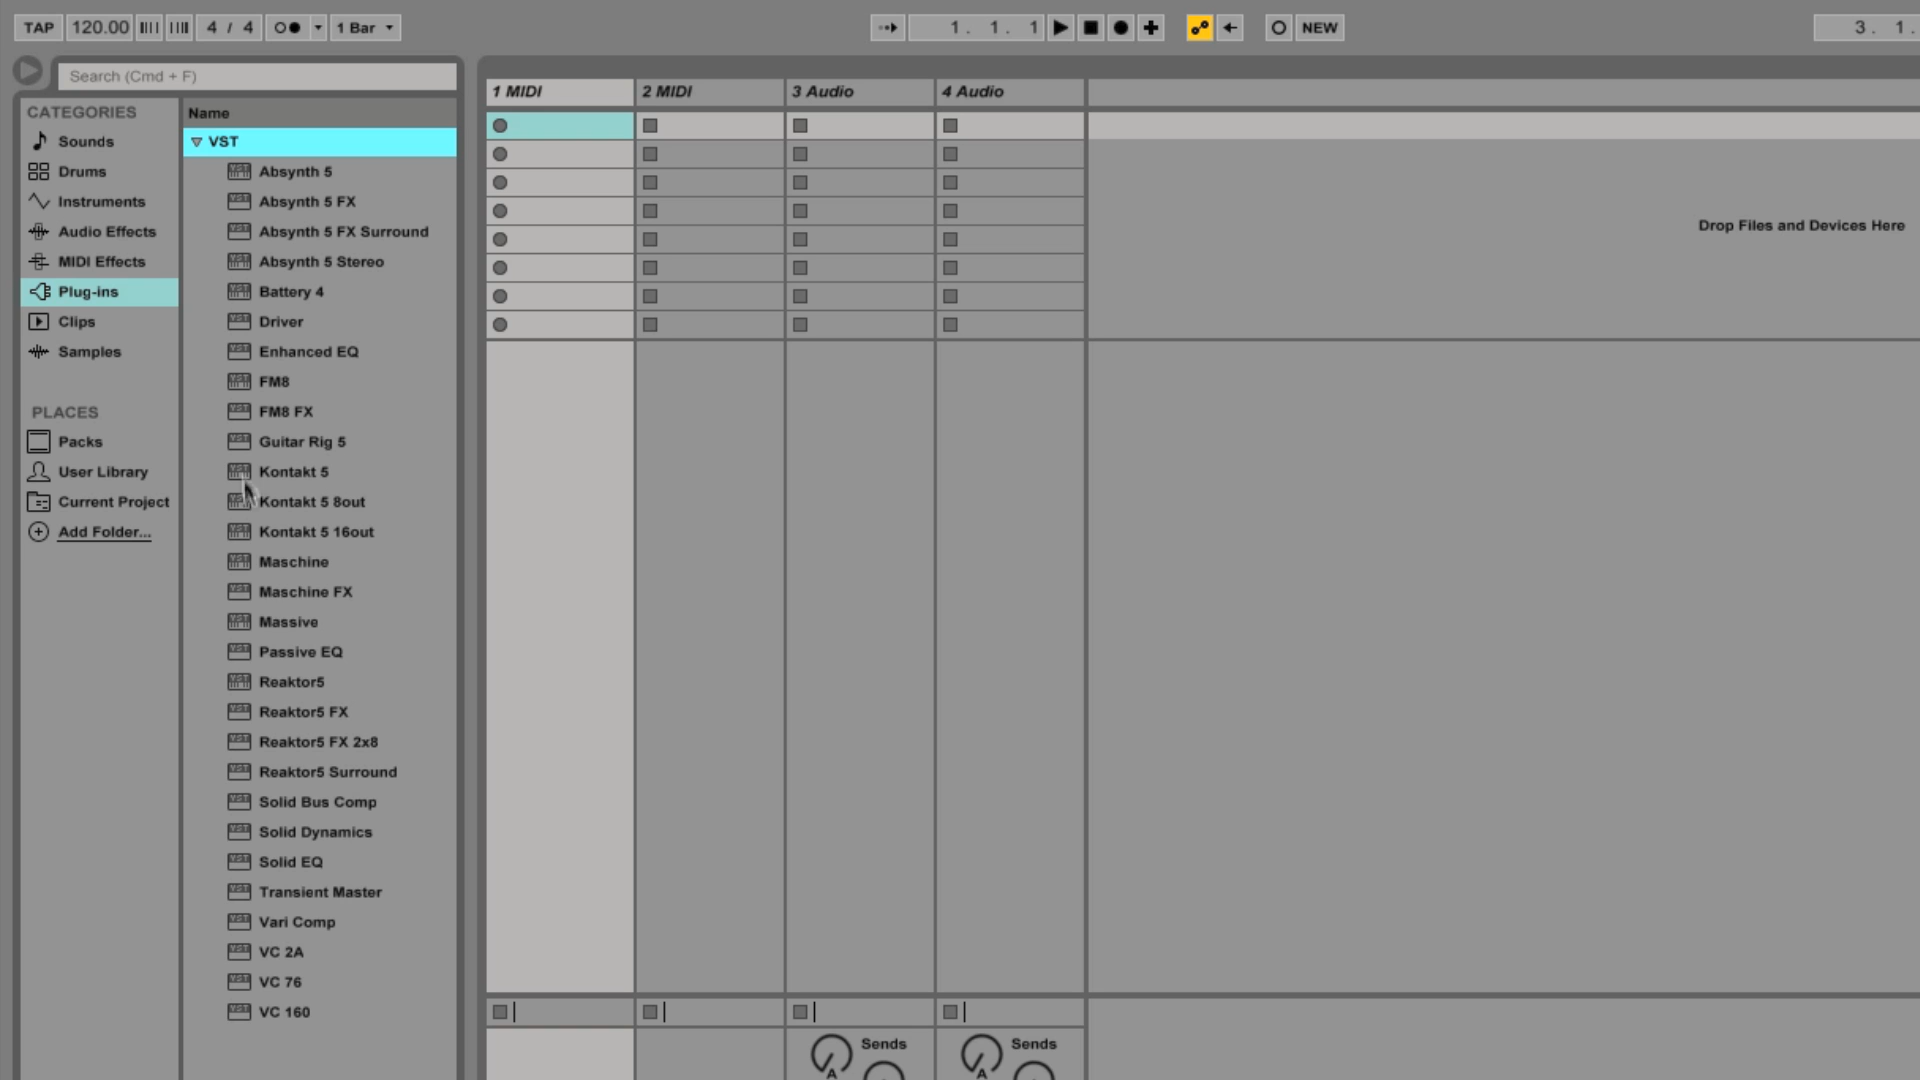 TAP 120.00 4 / 4 1 Bar 1. 1. 1 NEW 3. 1.
Search (Cmd + F)
CATEGORIES
Sounds
Drums
Instruments
Audio Effects
MIDI Effects
Plug-ins
Clips
Samples
PLACES
Packs
User Library
Current Project
Add Folder...
Name
VST
Absynth 5
Absynth 5 FX
Absynth 5 FX Surround
Absynth 5 Stereo
Battery 4
Driver
Enhanced EQ
FM8
FM8 FX
Guitar Rig 5
Kontakt 5
Kontakt 5 8out
Kontakt 5 16out
Maschine
Maschine FX
Massive
Passive EQ
Reaktor5
Reaktor5 FX
Reaktor5 FX 2x8
Reaktor5 Surround
Solid Bus Comp
Solid Dynamics
Solid EQ
Transient Master
Vari Comp
VC 2A
VC 76
VC 160
1 MIDI 2 MIDI 3 Audio 4 Audio
Drop Files and Devices Here
Sends Sends
A A